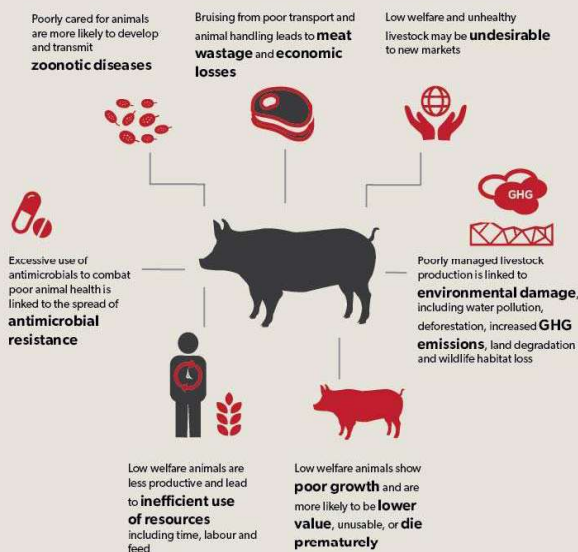 Poorly cared for animals
are more likely to develop
and transmit
zoonotic diseases
Bruising from poor transport and
animal handling leads to meat
wastage and economic
losses
Low welfare and unhealthy
livestock may be undesirable
to new markets
GHG
Excessive use of
antimicrobials to combat
poor animal health is
linked to the spread of
antimicrobial
resistance
Poorly managed livestock
production is linked to
environmental damage,
including water pollution,
deforestation, increased GHG
emissions, land degradation
and wildlife habitat loss
Low welfare animals are
less productive and lead
to inefficient use
of resources
including time, labour and
feed
Low welfare animals show
poor growth and are
more likely to be lower
value, unusable, or die
prematurely